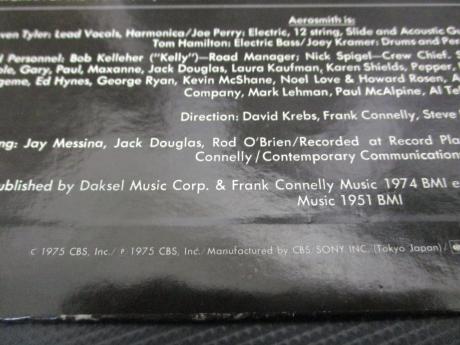 Aerosmith is:
ven Tyler: Lead Vocals, Harmonica/Joe Perry: Electric, 12 string, Slide and Acoustic Gu
Tom Hamilton: Electric Bass/Joey Kramer: Drums and Per
Personnel: Bob Kelleher ("Kelly")—Road Manager; Nick Spigel—Crew Chief. S
ole, Gary, Paul, Maxanne, Jack Douglas, Laura Kaufman, Karen Shields, Pepper,
geme, Ed Hynes, George Ryan, Kevin McShane, Noel Love & Howard Rosen, A
Company, Mark Lehman, Paul McAlpine, Al Tel
Direction: David Krebs, Frank Connelly, Steve
ng: Jay Messina, Jack Douglas, Rod O'Brien/Recorded at Record Pla
Connelly/Contemporary Communications
ublished by Daksel Music Corp. & Frank Connelly Music 1974 BMI e
Music 1951 BMI
© 1975 CBS, Inc./ ℗ 1975 CBS, Inc./Manufactured by CBS/SONY INC. (Tokyo Japan)/